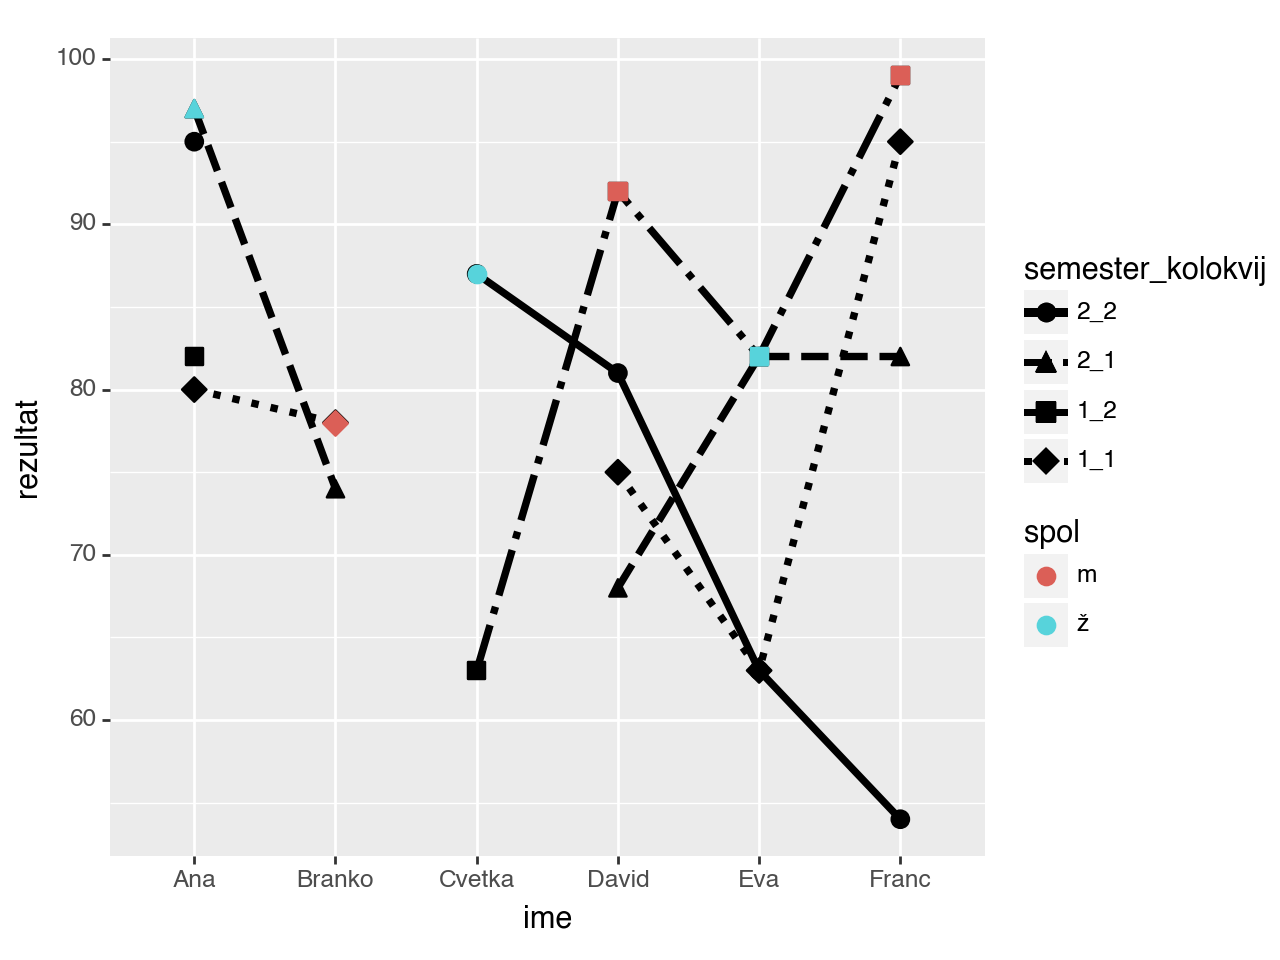 100
90
80
70
60
rezultat
Ana Branko Cvetka David Eva Franc
ime
semester_kolokvij
2_2
2_1
1_2
1_1
spol
m
ž